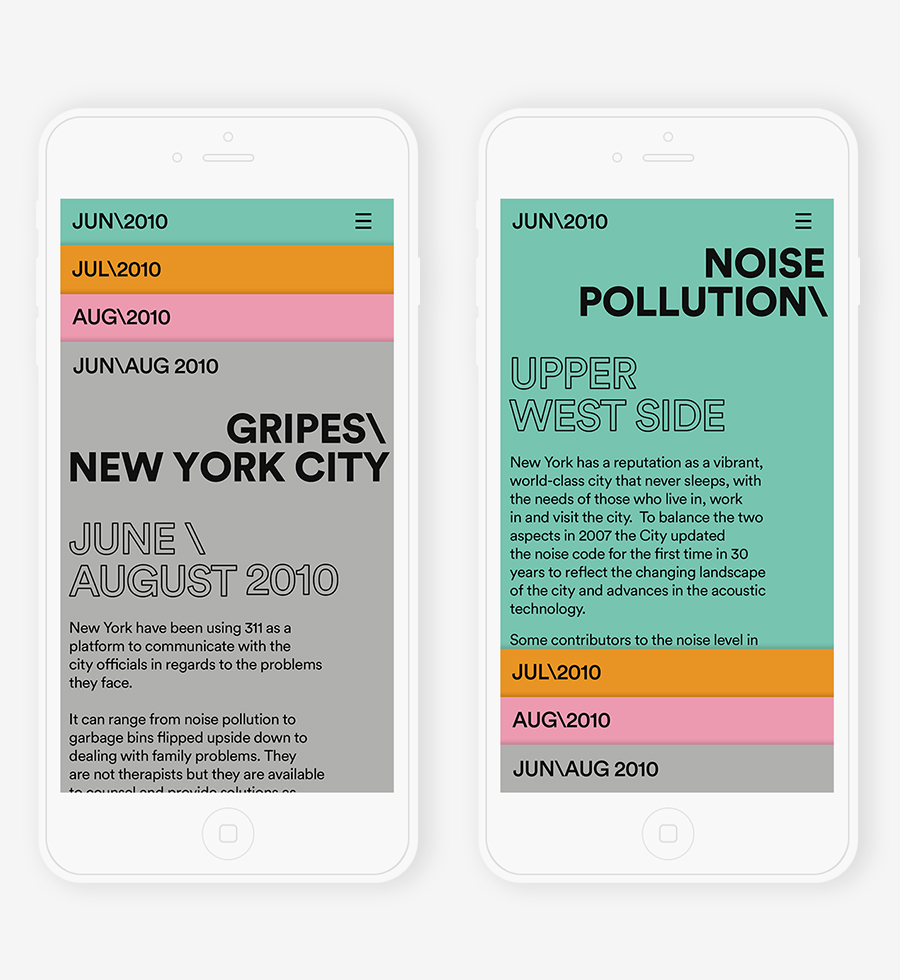 JUN\2010
JUL\2010
AUG\2010
JUN\AUG 2010
GRIPES\
NEW YORK CITY
JUNE \
AUGUST 2010
New York have been using 311 as a
platform to communicate with the
city officials in regards to the problems
they face.
It can range from noise pollution to
garbage bins flipped upside down to
dealing with family problems. They
are not therapists but they are available
to counsel and provide solutions as
JUN\2010
NOISE
POLLUTION\
UPPER
WEST SIDE
New York has a reputation as a vibrant,
world-class city that never sleeps, with
the needs of those who live in, work
in and visit the city.  To balance the two
aspects in 2007 the City updated
the noise code for the first time in 30
years to reflect the changing landscape
of the city and advances in the acoustic
technology.
Some contributors to the noise level in
JUL\2010
AUG\2010
JUN\AUG 2010